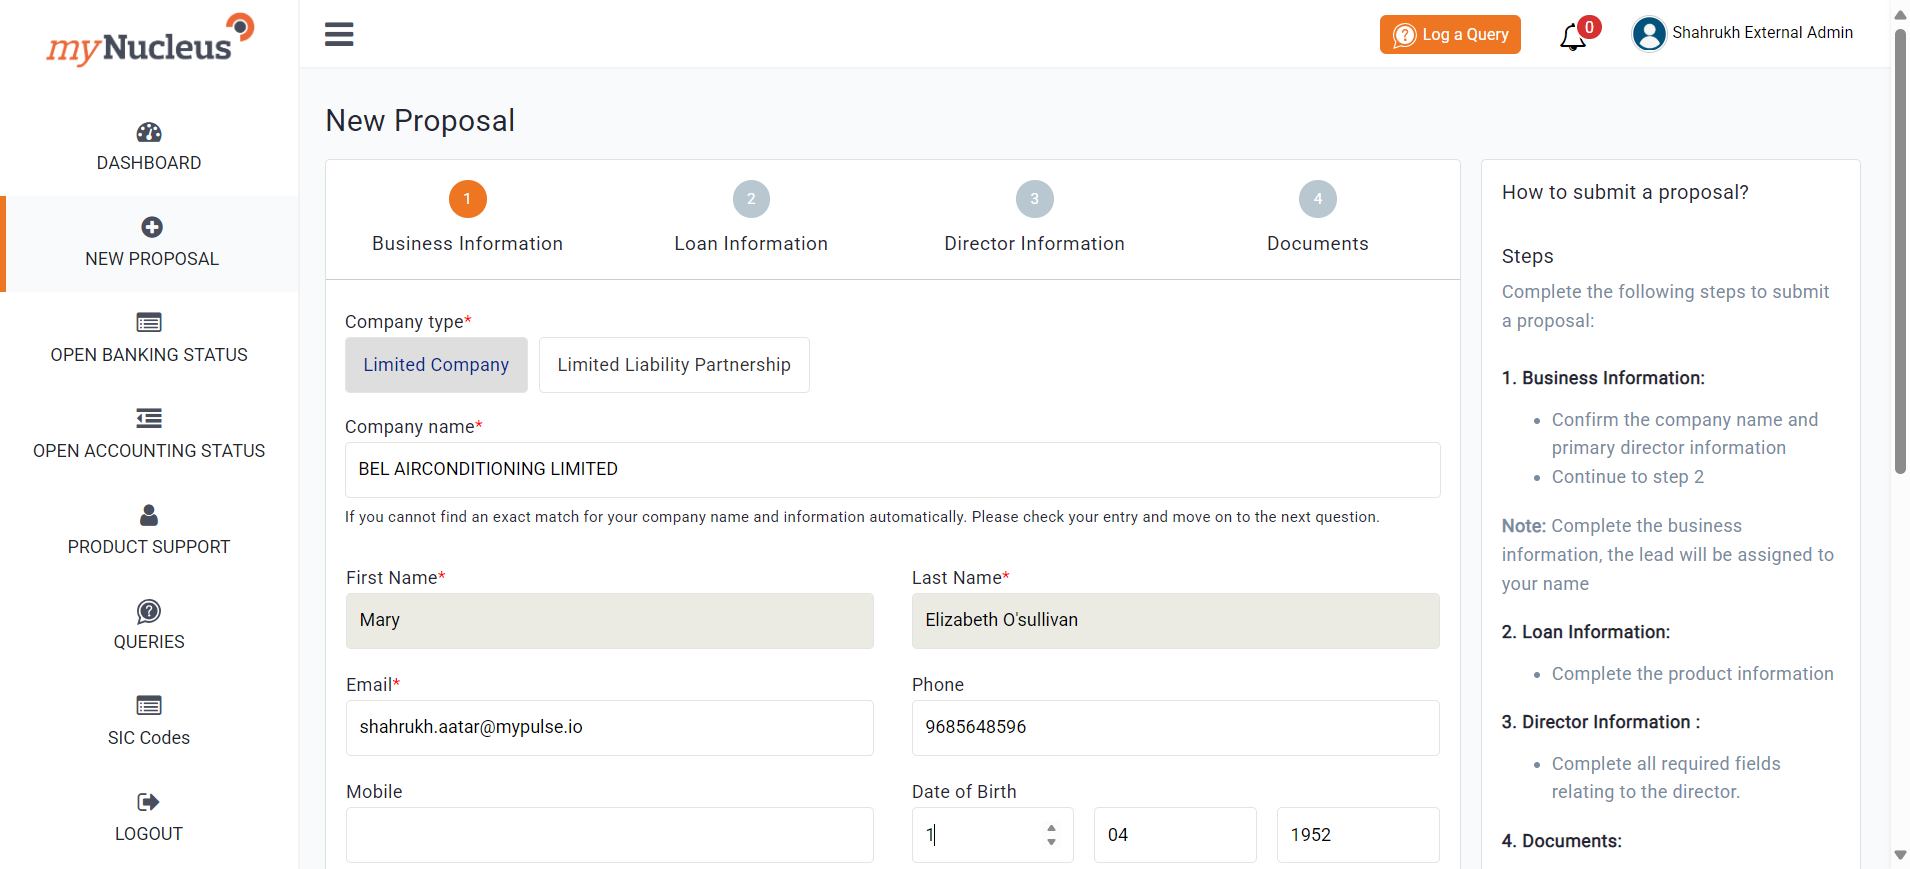 myNucleus
DASHBOARD
NEW PROPOSAL
OPEN BANKING STATUS
OPEN ACCOUNTING STATUS
PRODUCT SUPPORT
QUERIES
SIC Codes
LOGOUT
Log a Query
0
Shahrukh External Admin
New Proposal
1
Business Information
2
Loan Information
3
Director Information
4
Documents
Company type*
Limited Company
Limited Liability Partnership
Company name*
BEL AIRCONDITIONING LIMITED
If you cannot find an exact match for your company name and information automatically. Please check your entry and move on to the next question.
First Name*
Mary
Last Name*
Elizabeth O'sullivan
Email*
shahrukh.aatar@mypulse.io
Phone
9685648596
Mobile
Date of Birth
1
04
1952
How to submit a proposal?
Steps
Complete the following steps to submit
a proposal:
1. Business Information:
• Confirm the company name and
primary director information
• Continue to step 2
Note: Complete the business
information, the lead will be assigned to
your name
2. Loan Information:
• Complete the product information
3. Director Information :
• Complete all required fields
relating to the director.
4. Documents: